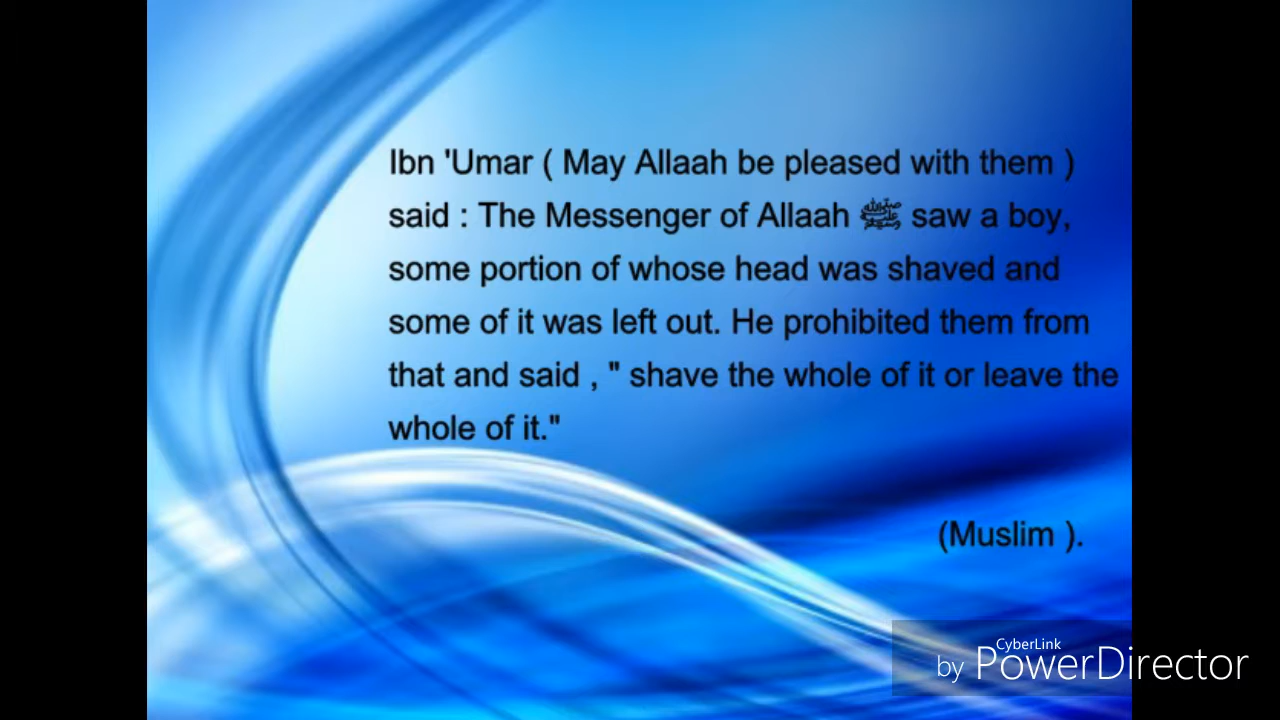 Ibn 'Umar ( May Allaah be pleased with them )
said : The Messenger of Allaah ﷺ saw a boy,
some portion of whose head was shaved and
some of it was left out. He prohibited them from
that and said , " shave the whole of it or leave the
whole of it."
(Muslim ).
CyberLink
by PowerDirector